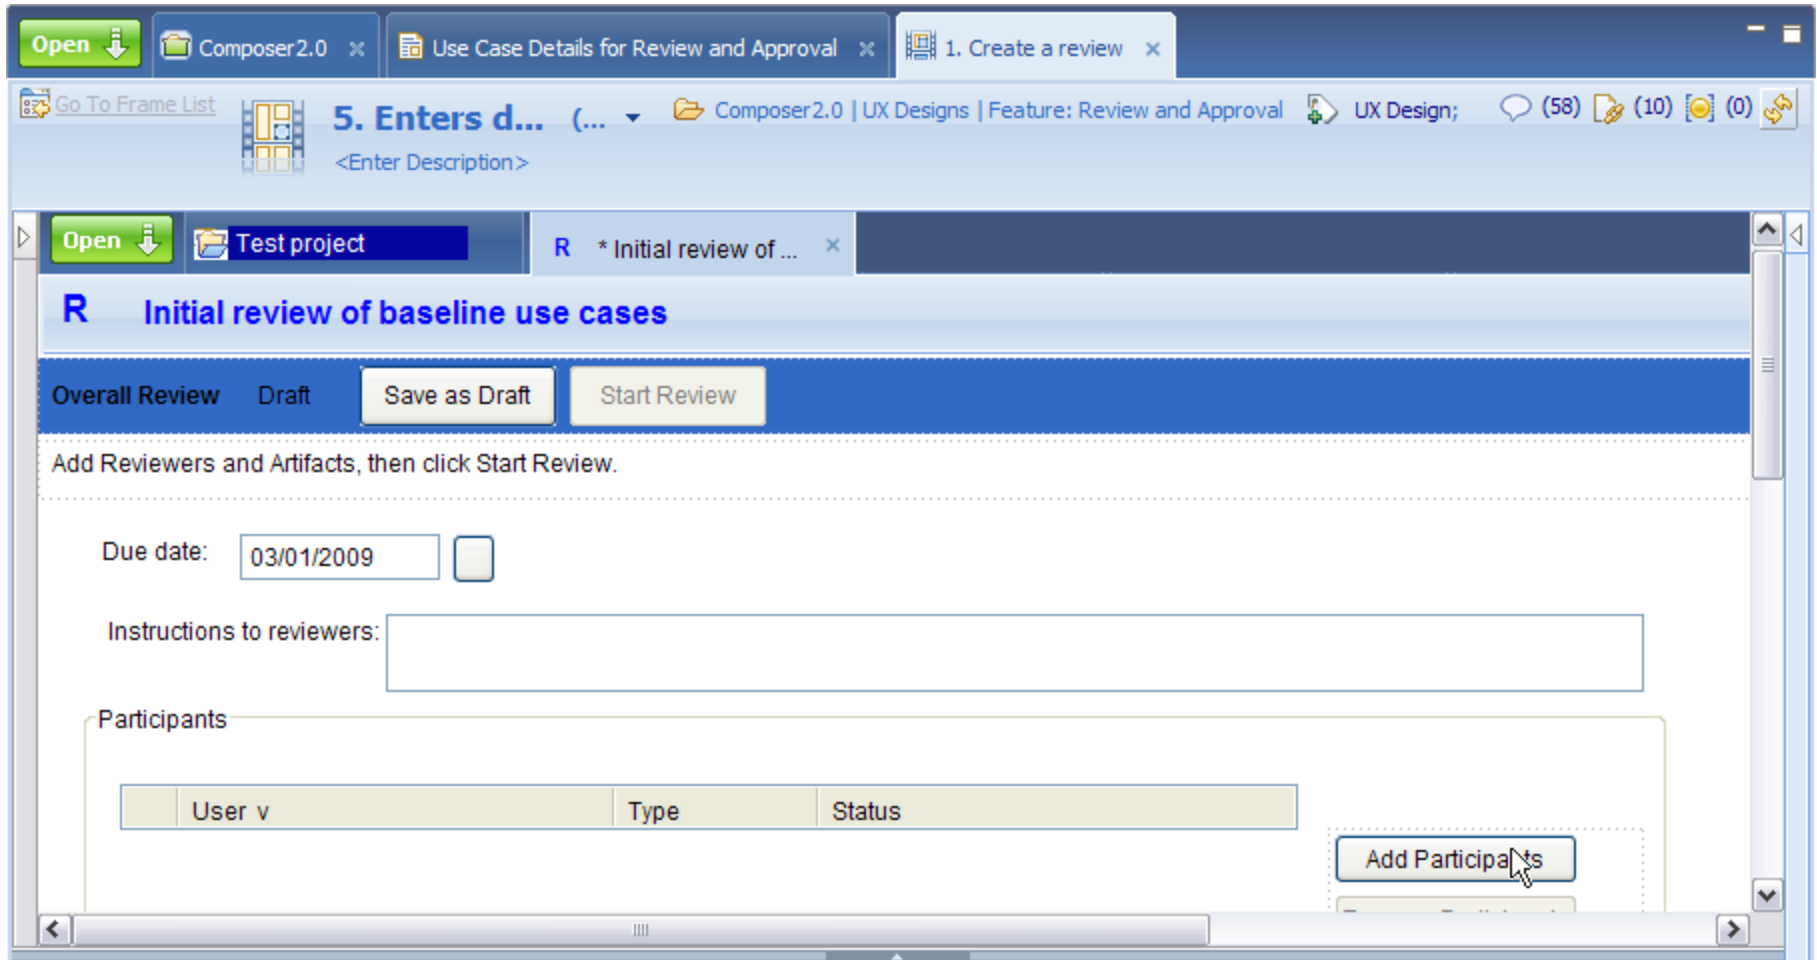 Open Composer2.0 Use Case Details for Review and Approval 1. Create a review
Go To Frame List
5. Enters d... (... Composer2.0 | UX Designs | Feature: Review and Approval UX Design; (58) (10) (0)
<Enter Description>
Open Test project R * Initial review of ...
R Initial review of baseline use cases
Overall Review Draft Save as Draft Start Review
Add Reviewers and Artifacts, then click Start Review.
Due date: 03/01/2009
Instructions to reviewers:
Participants
User v Type Status
Add Participants